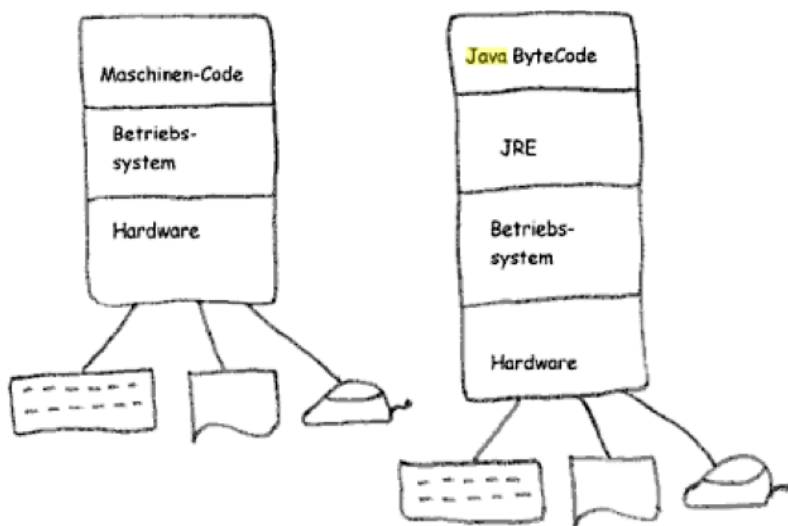 Maschinen-Code
Betriebs-
system
Hardware
Java ByteCode
JRE
Betriebs-
system
Hardware